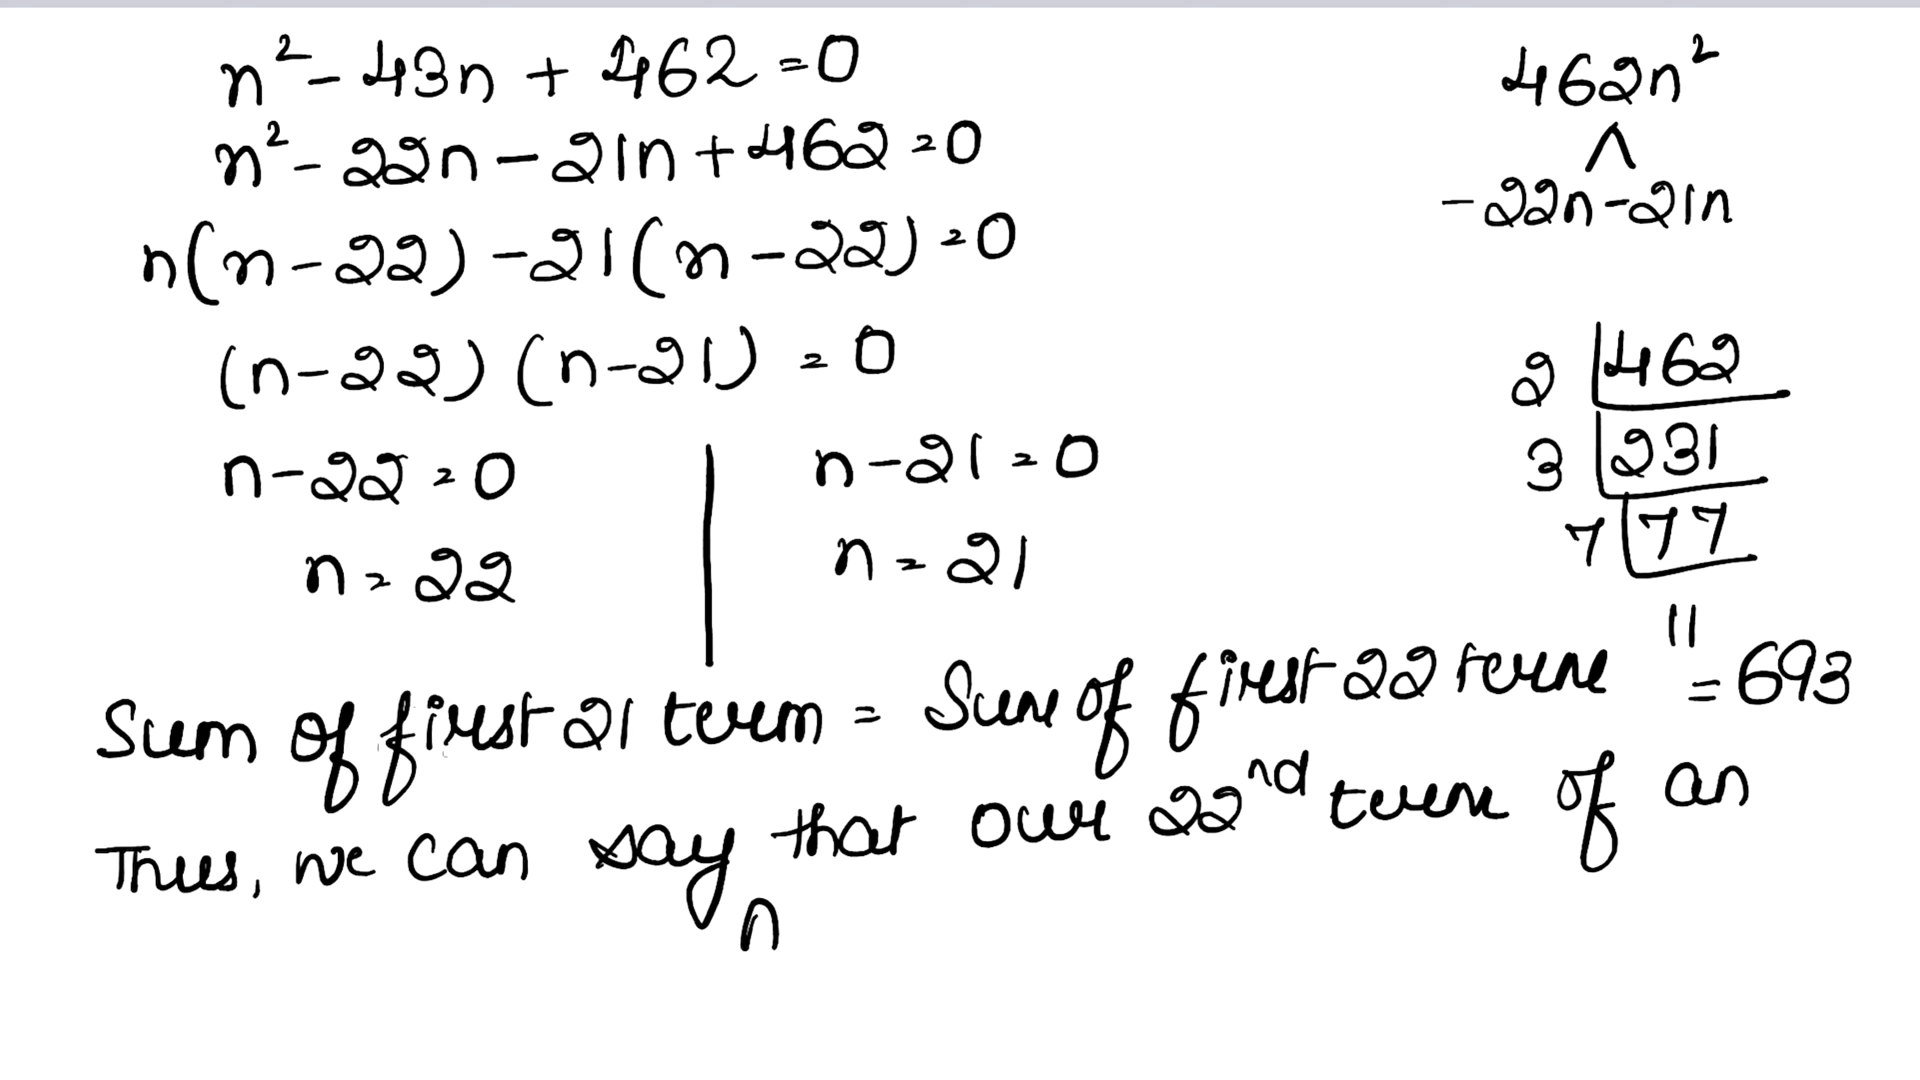 n² - 43n + 462 = 0
n² - 22n - 21n + 462 = 0
n(n - 22) - 21(n - 22) = 0
(n - 22) (n - 21) = 0
n - 22 = 0
n = 22
n - 21 = 0
n = 21
462n²
∧
-22n -21n
2 |462
3 |231
7 |77
11
Sum of first 21 term = Sum of first 22 term = 693
Thus, we can say that our 22nd term of an
n